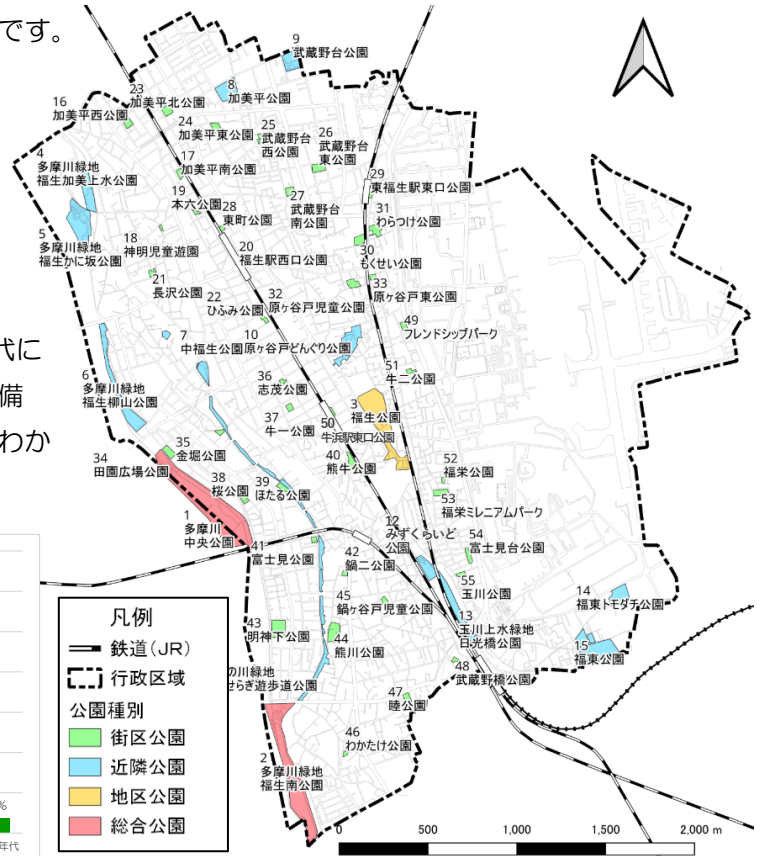 です。
9
武蔵野台公園
23
加美平北公園
8
加美平公園
16
加美平西公園
24
加美平東公園
25
武蔵野台
西公園
26
武蔵野台
東公園
4
多摩川緑地
福生加美上水公園
17
加美平南公園
29
東福生駅東口公園
19
本六公園
28
東町公園
27
武蔵野台
南公園
31
わらつけ公園
5
多摩川緑地
福生かに坂公園
18
神明児童遊園
20
福生駅西口公園
30
もくせい公園
21
長沢公園
22
ひふみ公園
32
原ヶ谷戸児童公園
33
原ヶ谷戸東公園
7
中福生公園
10
原ヶ谷戸どんぐり公園
49
フレンドシップパーク
代に
備
わか
6
多摩川緑地
福生柳山公園
36
志茂公園
51
牛二公園
3
福生公園
37
牛一公園
50
牛浜駅東口公園
35
金堀公園
34
田園広場公園
40
熊牛公園
52
福栄公園
38
桜公園
39
ほたる公園
53
福栄ミレニアムパーク
1
多摩川
中央公園
12
みずくらいど
公園
54
富士見台公園
41
富士見公園
42
鍋二公園
55
玉川公園
14
福東トモダチ公園
45
鍋ヶ谷戸児童公園
13
玉川上水緑地
日光橋公園
43
明神下公園
44
熊川公園
15
福東公園
48
武蔵野橋公園
の川緑地
せらぎ遊歩道公園
47
睦公園
46
わかたけ公園
2
多摩川緑地
福生南公園
凡例
鉄道(JR)
行政区域
公園種別
街区公園
近隣公園
地区公園
総合公園
%
年代
0
500
1,000
1,500
2,000 m